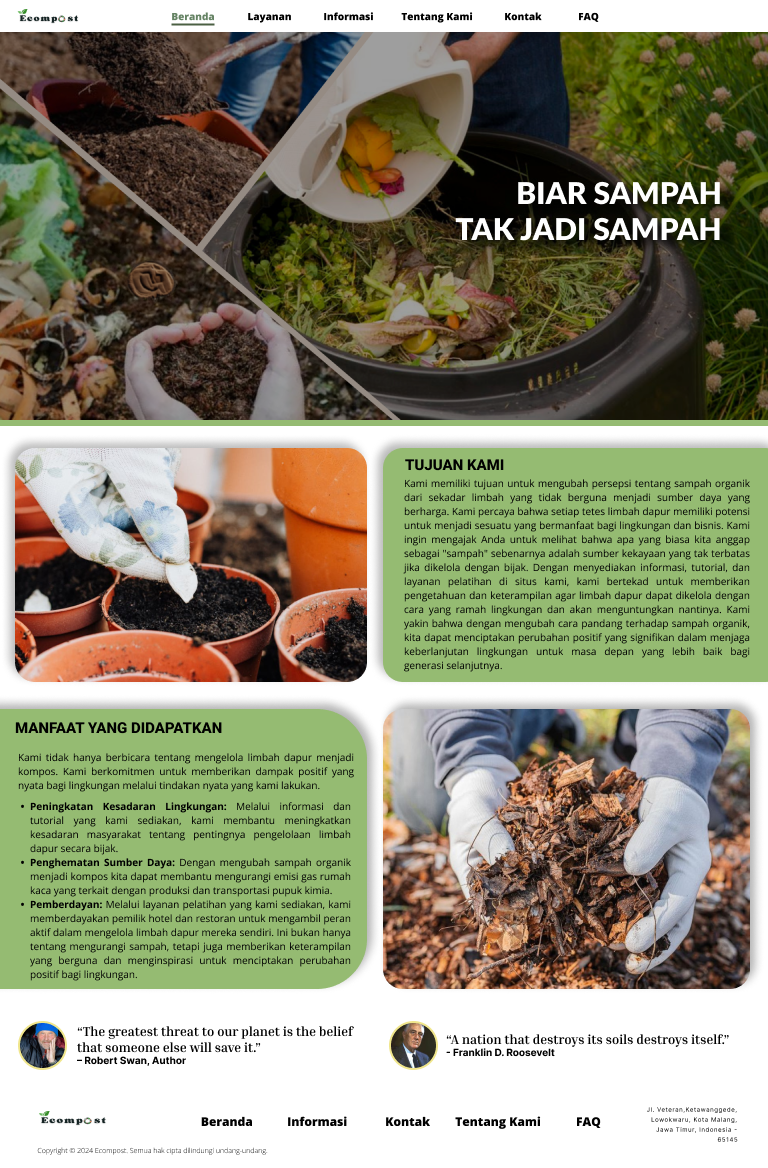 Ecompost
Beranda
Layanan
Informasi
Tentang Kami
Kontak
FAQ
BIAR SAMPAH
TAK JADI SAMPAH
TUJUAN KAMI
Kami memiliki tujuan untuk mengubah persepsi tentang sampah organik
dari sekadar limbah yang tidak berguna menjadi sumber daya yang
berharga. Kami percaya bahwa setiap tetes limbah dapur memiliki potensi
untuk menjadi sesuatu yang bermanfaat bagi lingkungan dan bisnis. Kami
ingin mengajak Anda untuk melihat bahwa apa yang biasa kita anggap
sebagai "sampah" sebenarnya adalah sumber kekayaan yang tak terbatas
jika dikelola dengan bijak. Dengan menyediakan informasi, tutorial, dan
layanan pelatihan di situs kami, kami bertekad untuk memberikan
pengetahuan dan keterampilan agar limbah dapur dapat dikelola dengan
cara yang ramah lingkungan dan akan menguntungkan nantinya. Kami
yakin bahwa dengan mengubah cara pandang terhadap sampah organik,
kita dapat menciptakan perubahan positif yang signifikan dalam menjaga
keberlanjutan lingkungan untuk masa depan yang lebih baik bagi
generasi selanjutnya.
MANFAAT YANG DIDAPATKAN
Kami tidak hanya berbicara tentang mengelola limbah dapur menjadi
kompos. Kami berkomitmen untuk memberikan dampak positif yang
nyata bagi lingkungan melalui tindakan nyata yang kami lakukan.
• Peningkatan Kesadaran Lingkungan: Melalui informasi dan
tutorial yang kami sediakan, kami membantu meningkatkan
kesadaran masyarakat tentang pentingnya pengelolaan limbah
dapur secara bijak.
• Penghematan Sumber Daya: Dengan mengubah sampah organik
menjadi kompos kita dapat membantu mengurangi emisi gas rumah
kaca yang terkait dengan produksi dan transportasi pupuk kimia.
• Pemberdayan: Melalui layanan pelatihan yang kami sediakan, kami
memberdayakan pemilik hotel dan restoran untuk mengambil peran
aktif dalam mengelola limbah dapur mereka sendiri. Ini bukan hanya
tentang mengurangi sampah, tetapi juga memberikan keterampilan
yang berguna dan menginspirasi untuk menciptakan perubahan
positif bagi lingkungan.
“The greatest threat to our planet is the belief
that someone else will save it.”
– Robert Swan, Author
“A nation that destroys its soils destroys itself.”
- Franklin D. Roosevelt
Ecompost
Beranda
Informasi
Kontak
Tentang Kami
FAQ
Jl. Veteran,Ketawanggede,
Lowokwaru, Kota Malang,
Jawa Timur, Indonesia -
65145
Copyright © 2024 Ecompost. Semua hak cipta dilindungi undang-undang.